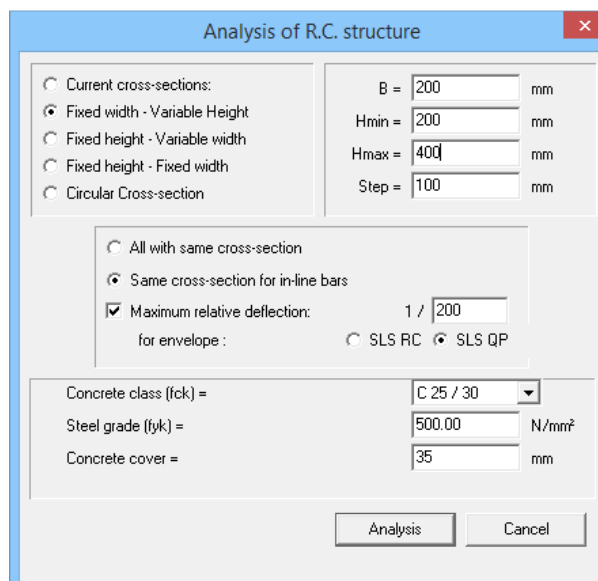 Analysis of R.C. structure
Current cross-sections:
Fixed width - Variable Height
Fixed height - Variable width
Fixed height - Fixed width
Circular Cross-section
B = 200 mm
Hmin = 200 mm
Hmax = 400 mm
Step = 100 mm
All with same cross-section
Same cross-section for in-line bars
Maximum relative deflection: 1 / 200
for envelope : SLS RC SLS QP
Concrete class (fck) = C 25 / 30
Steel grade (fyk) = 500.00 N/mm²
Concrete cover = 35 mm
Analysis Cancel